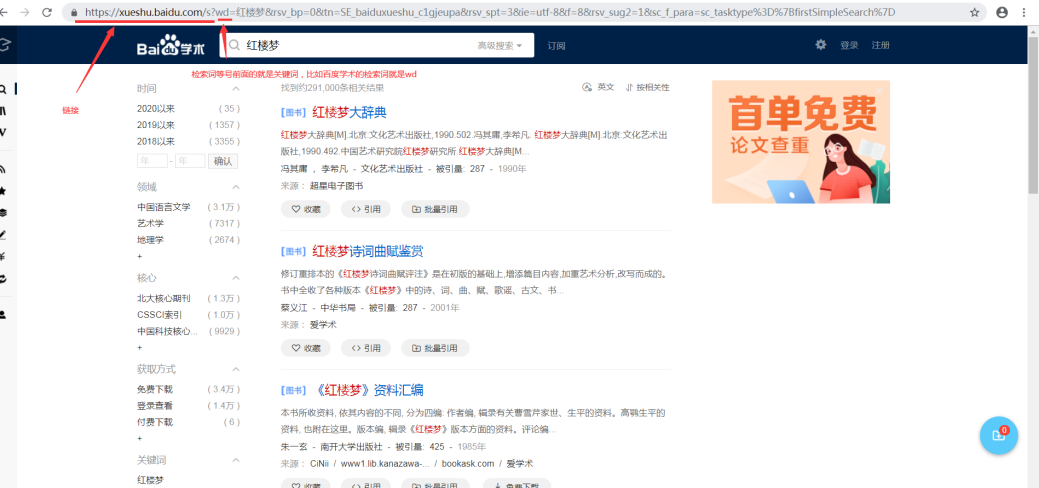 https://xueshu.baidu.com/s?wd=红楼梦&rsv_bp=0&tn=SE_baiduxueshu_c1gjeupa&rsv_spt=3&ie=utf-8&f=8&rsv_sug2=1&sc_f_para=sc_tasktype%3D%7BfirstSimpleSearch%7D
Bai du 学术
红楼梦
高级搜索
订阅
登录 注册
检索词等号前面的就是关键词，比如百度学术的检索词就是wd
链接
时间
2020以来 (35)
2019以来 (1357)
2018以来 (3355)
年 - 年 确认
领域
中国语言文学 (3.1万)
艺术学 (7317)
地理学 (2674)
+
核心
北大核心期刊 (1.3万)
CSSCI索引 (1.0万)
中国科技核心... (9929)
+
获取方式
免费下载 (3.4万)
登录查看 (1.4万)
付费下载 (6)
+
关键词
红楼梦
找到约291,000条相关结果
英文 按相关性
[图书] 红楼梦大辞典
红楼梦大辞典[M].北京:文化艺术出版社,1990.502.冯其庸,李希凡. 红楼梦大辞典[M].北京:文化艺术出
版社,1990.492.中国艺术研究院红楼梦研究所.红楼梦大辞典[M...
冯其庸 ，李希凡 - 文化艺术出版社 - 被引量: 287 - 1990年
来源： 超星电子图书
收藏 <> 引用 批量引用
[图书] 红楼梦诗词曲赋鉴赏
修订重排本的《红楼梦诗词曲赋评注》是在初版的基础上,增添篇目内容,加重艺术分析,改写而成的。
书中全收了各种版本《红楼梦》中的诗、词、曲、赋、歌谣、古文、书...
蔡义江 - 中华书局 - 被引量: 287 - 2001年
来源： 爱学术
收藏 <> 引用 批量引用
[图书] 《红楼梦》资料汇编
本书所收资料, 依其内容的不同, 分为四编: 作者编, 辑录有关曹雪芹家世、生平的资料。高鹗生平的
资料, 也附在这里。版本编, 辑录《红楼梦》版本方面的资料。评论编...
朱一玄 - 南开大学出版社 - 被引量: 425 - 1985年
来源： CiNii / www1.lib.kanazawa-... / bookask.com / 爱学术
收藏 <> 引用 批量引用 免费下载
首单免费
论文查重
0